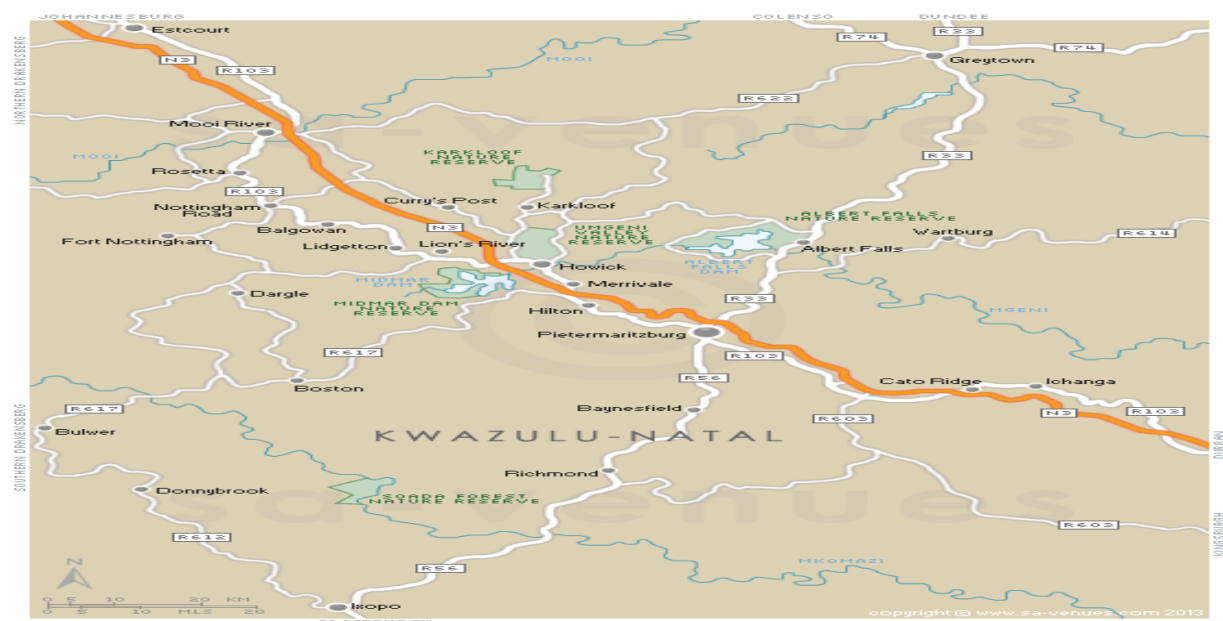 JOHANNESBURG
COLENSO
DUNDEE
Estcourt
R74
R33
R74
Greytown
N3
R103
MOOI
NORTHERN DRAKENSBERG
R622
Mooi River
sa-venues
MOOI
KARKLOOF
NATURE
RESERVE
R33
Rosetta
R103
Nottingham
Road
Curry's Post
Karkloof
ALBERT FALLS
NATURE RESERVE
Balgowan
N3
UMGENI
VALLEY
NATURE
RESERVE
Wartburg
R614
Fort Nottingham
Lidgetton
Lion's River
Albert Falls
ALBERT
FALLS
DAM
Howick
MIDMAR
DAM
Merrivale
Dargle
MIDMAR DAM
NATURE
RESERVE
Hilton
R33
MGENI
Pietermaritzburg
R617
R103
R56
Boston
Cato Ridge
Ichanga
R617
Baynesfield
R603
N3
R103
Bulwer
KWAZULU-NATAL
SOUTHERN DRAKENSBERG
DURBAN
Richmond
Donnybrook
SOADA FOREST
NATURE RESERVE
sa-venues
R603
R612
KINGSBURGH
MKOMAZI
N
R56
0 5 10 20 KM
0 5 10 20
MLS
Ixopo
copyright © www.sa-venues.com 2013